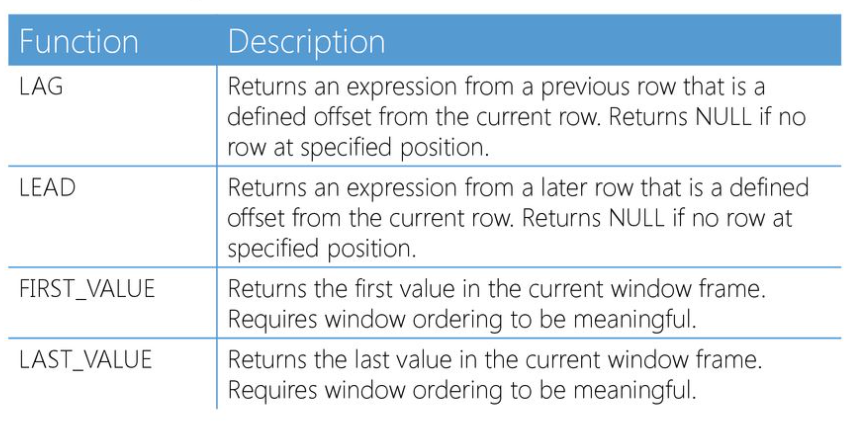 Function Description
LAG Returns an expression from a previous row that is a
defined offset from the current row. Returns NULL if no
row at specified position.
LEAD Returns an expression from a later row that is a defined
offset from the current row. Returns NULL if no row at
specified position.
FIRST_VALUE Returns the first value in the current window frame.
Requires window ordering to be meaningful.
LAST_VALUE Returns the last value in the current window frame.
Requires window ordering to be meaningful.